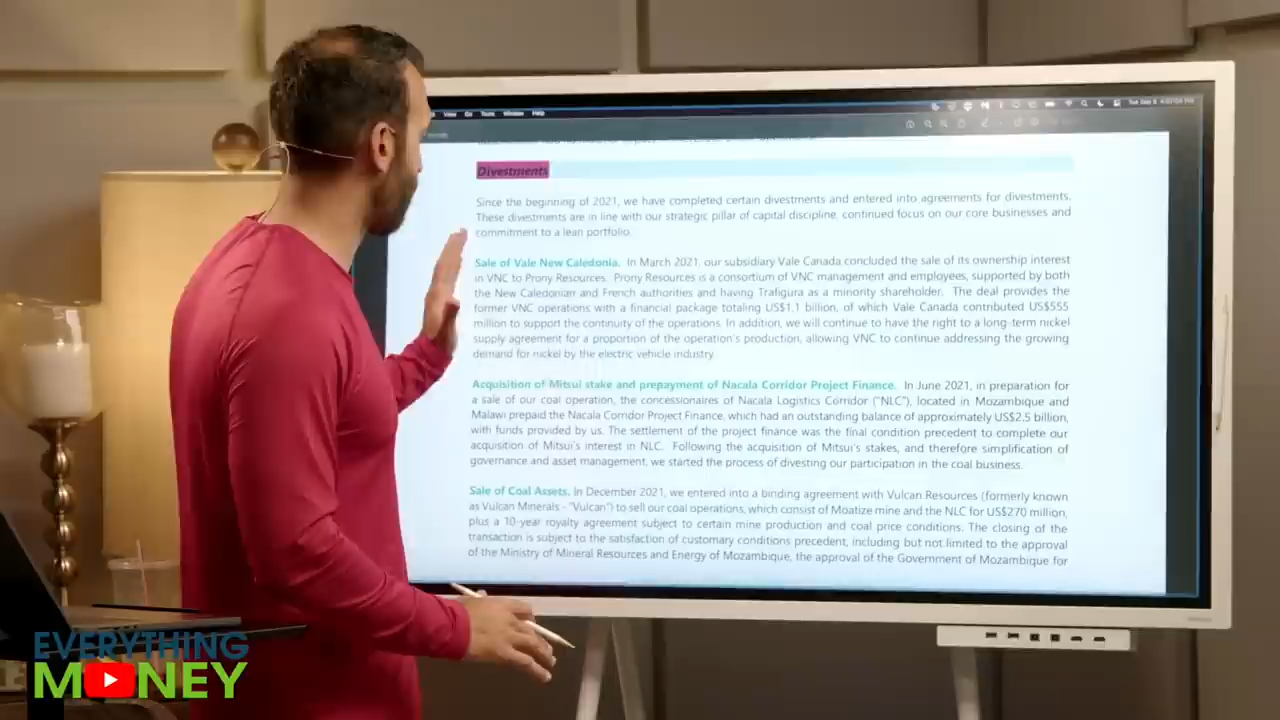 View Go Tools Window Help
Divestments
Since the beginning of 2021, we have completed certain divestments and entered into agreements for divestments.
These divestments are in line with our strategic pillar of capital discipline, continued focus on our core businesses and
commitment to a lean portfolio.
Sale of Vale New Caledonia. In March 2021, our subsidiary Vale Canada concluded the sale of its ownership interest
in VNC to Prony Resources. Prony Resources is a consortium of VNC management and employees, supported by both
the New Caledonian and French authorities and having Trafigura as a minority shareholder. The deal provides the
former VNC operations with a financial package totaling US$1.1 billion, of which Vale Canada contributed US$555
million to support the continuity of the operations. In addition, we will continue to have the right to a long-term nickel
supply agreement for a proportion of the operation's production, allowing VNC to continue addressing the growing
demand for nickel by the electric vehicle industry.
Acquisition of Mitsui stake and prepayment of Nacala Corridor Project Finance. In June 2021, in preparation for
a sale of our coal operation, the concessionaires of Nacala Logistics Corridor ("NLC"), located in Mozambique and
Malawi prepaid the Nacala Corridor Project Finance, which had an outstanding balance of approximately US$2.5 billion,
with funds provided by us. The settlement of the project finance was the final condition precedent to complete our
acquisition of Mitsui's interest in NLC. Following the acquisition of Mitsui's stakes, and therefore simplification of
governance and asset management, we started the process of divesting our participation in the coal business.
Sale of Coal Assets. In December 2021, we entered into a binding agreement with Vulcan Resources (formerly known
as Vulcan Minerals - "Vulcan") to sell our coal operations, which consist of Moatize mine and the NLC for US$270 million,
plus a 10-year royalty agreement subject to certain mine production and coal price conditions. The closing of the
transaction is subject to the satisfaction of customary conditions precedent, including but not limited to the approval
of the Ministry of Mineral Resources and Energy of Mozambique, the approval of the Government of Mozambique for
EVERYTHING
MONEY